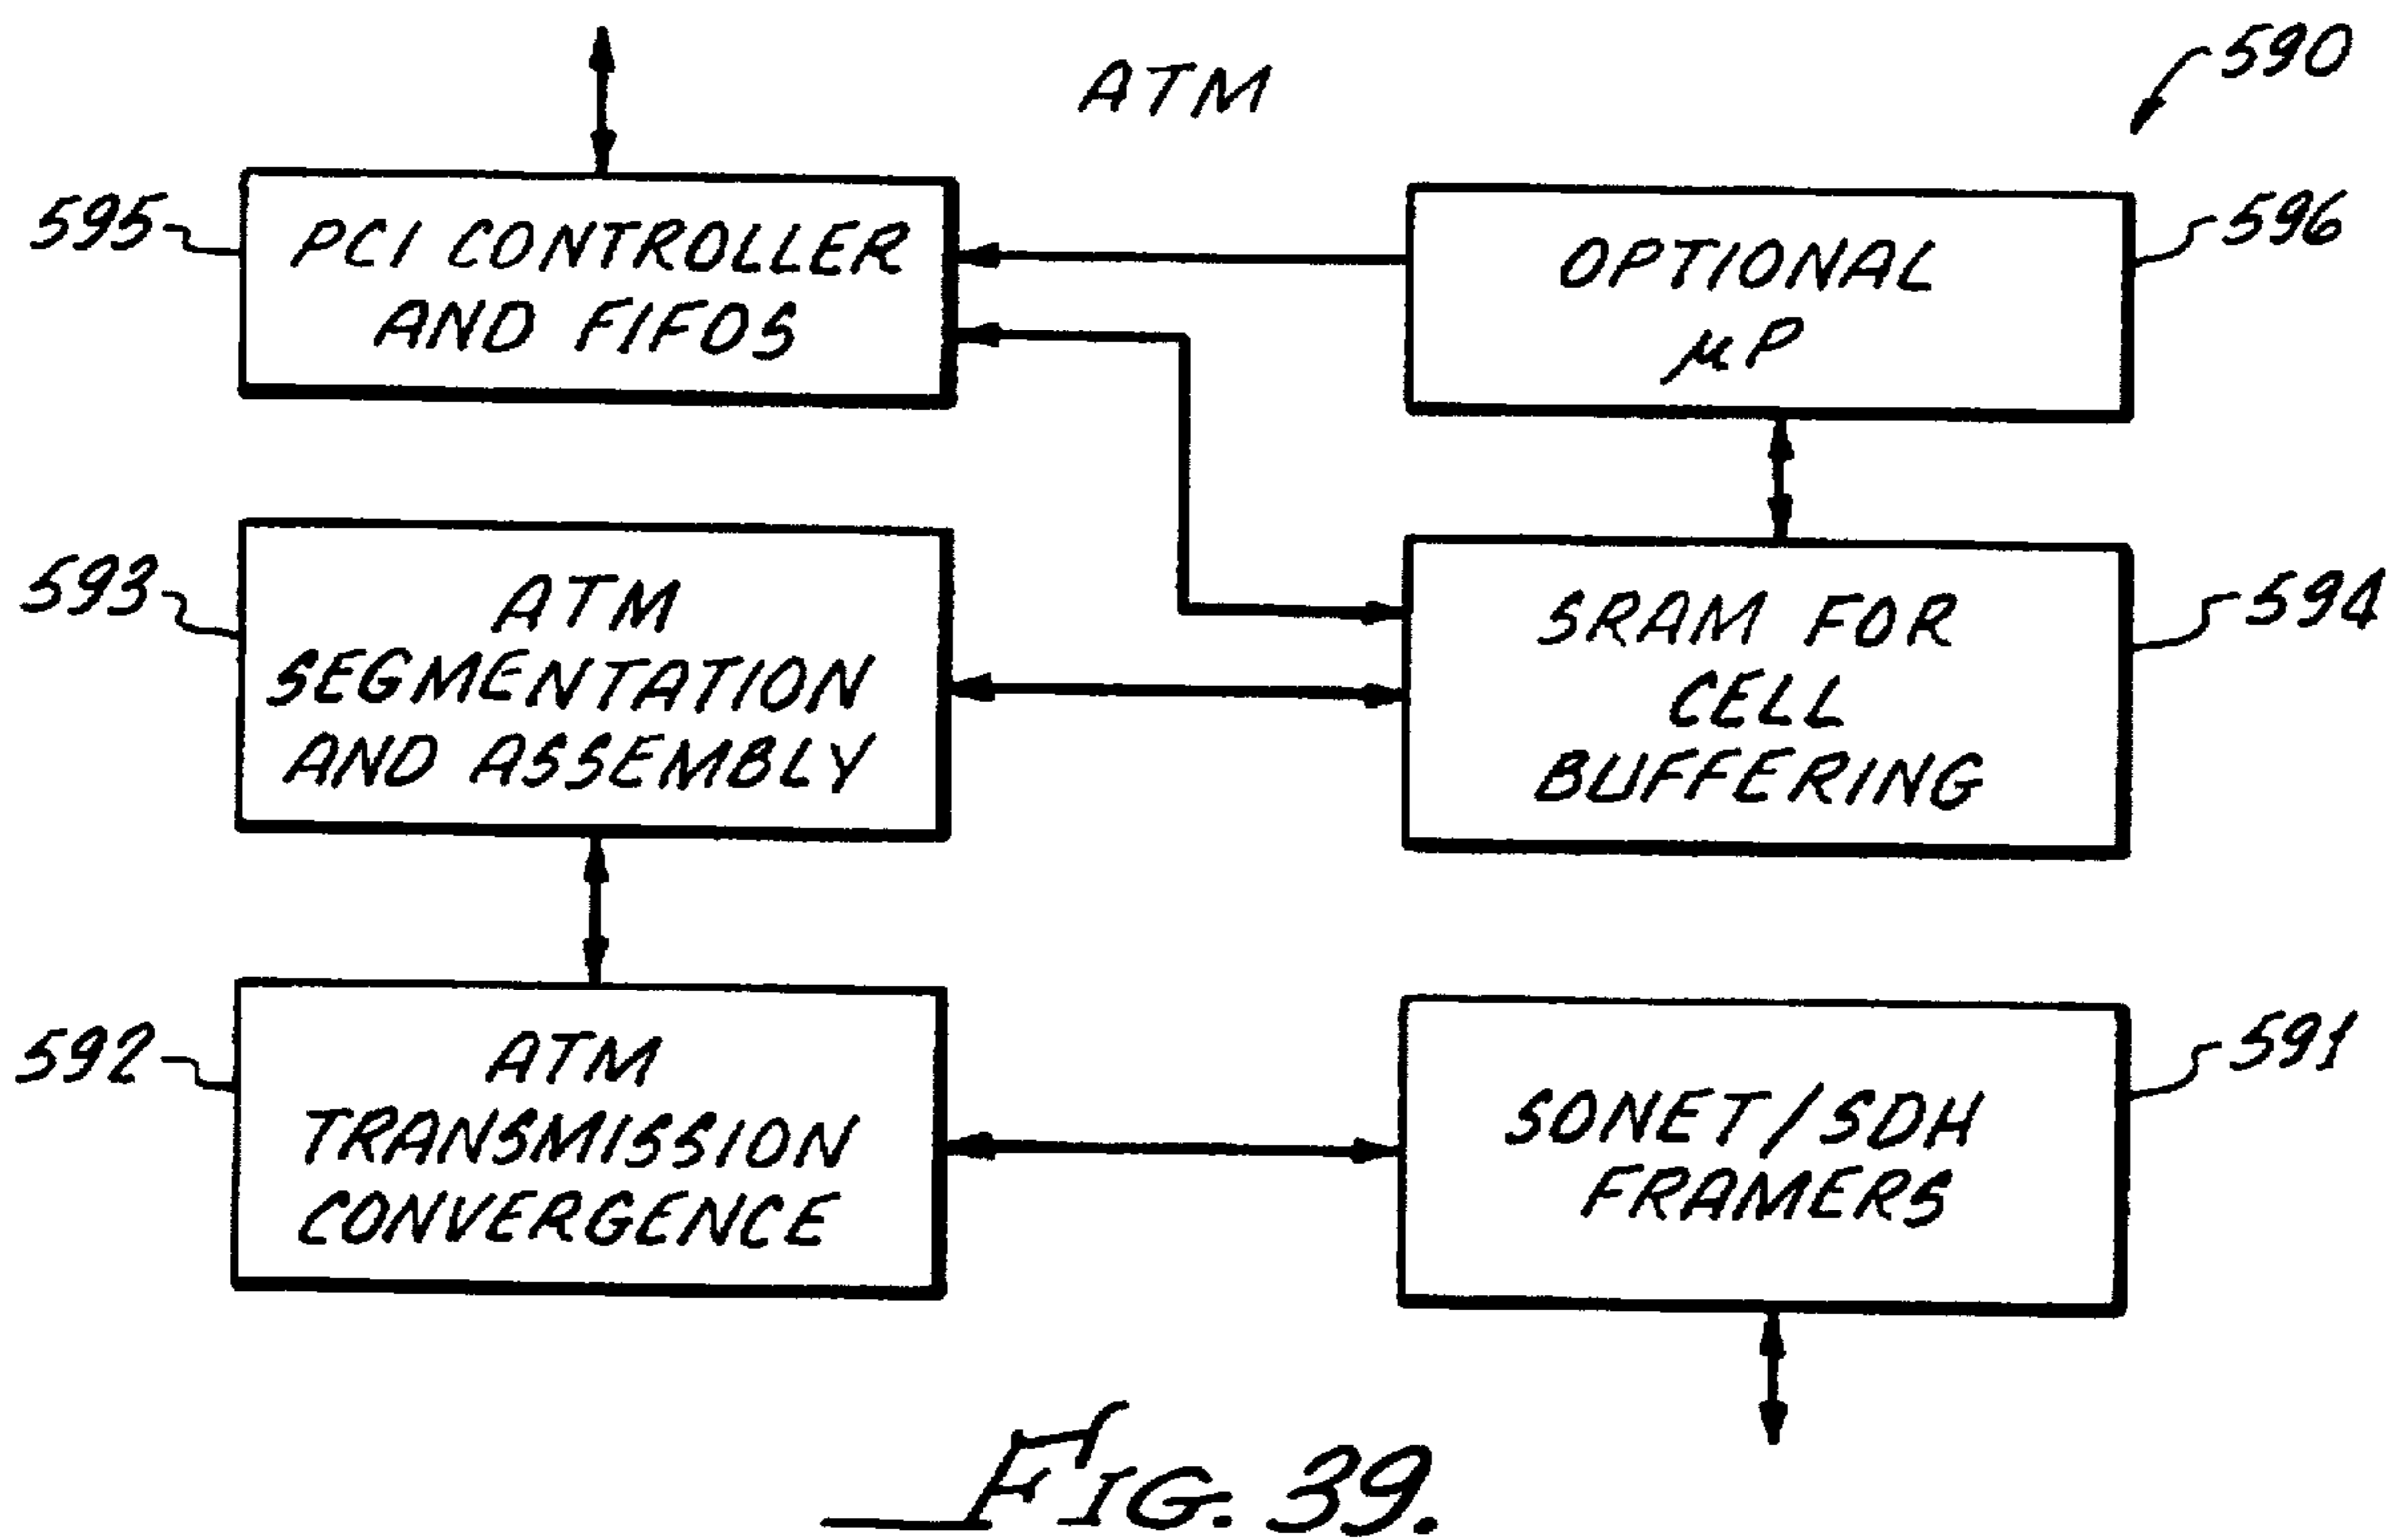 ATM
590
595
PCI CONTROLLER
AND FIFOS
OPTIONAL
μP
596
593
ATM
SEGMENTATION
AND ASSEMBLY
SRAM FOR
CELL
BUFFERING
594
592
ATM
TRANSMISSION
CONVERGENCE
SONET/SDH
FRAMERS
591
FIG. 39.